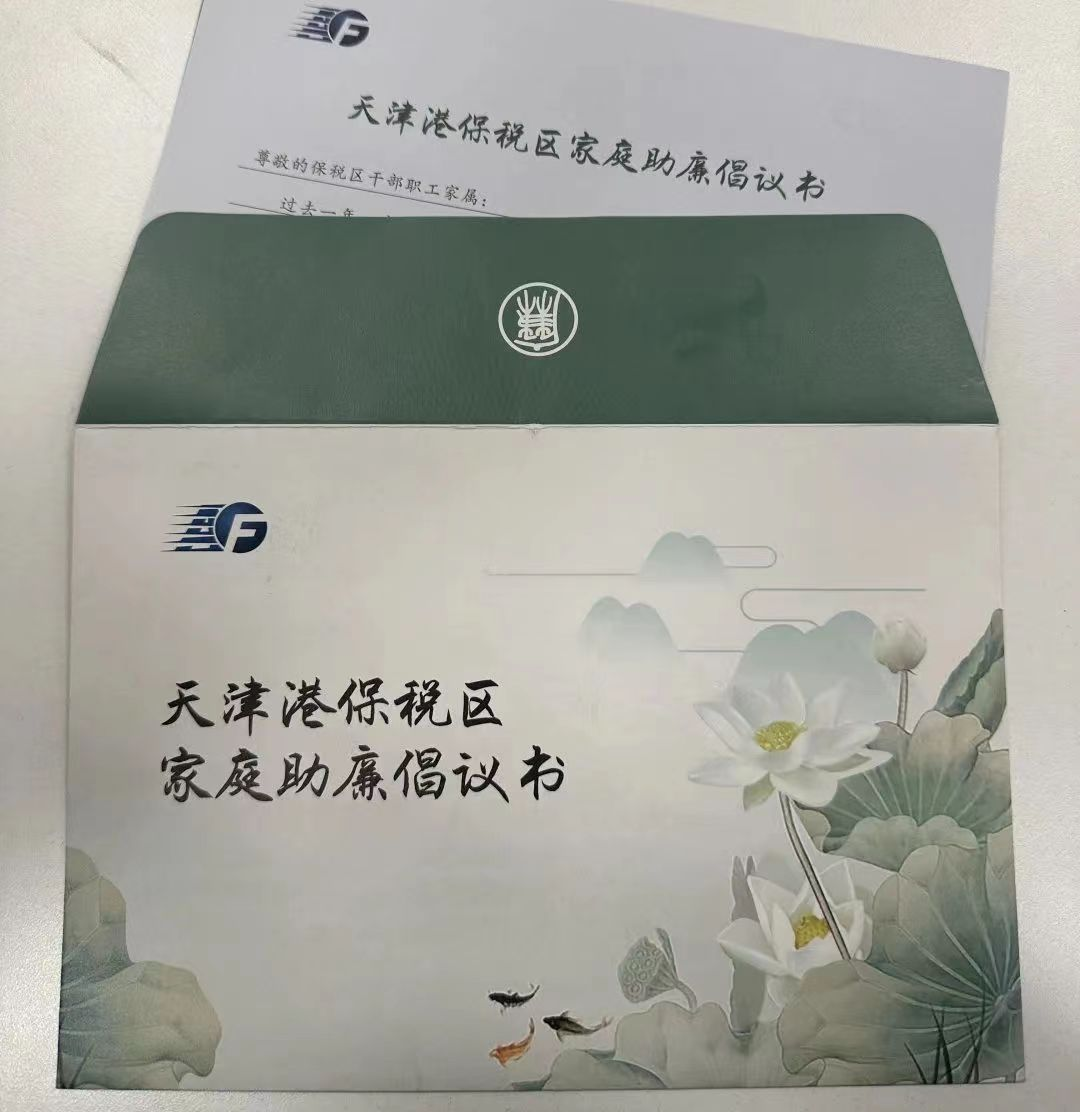 天津港保税区家庭助廉倡议书
尊敬的保税区干部职工家属：
过去一年
天津港保税区
家庭助廉倡议书